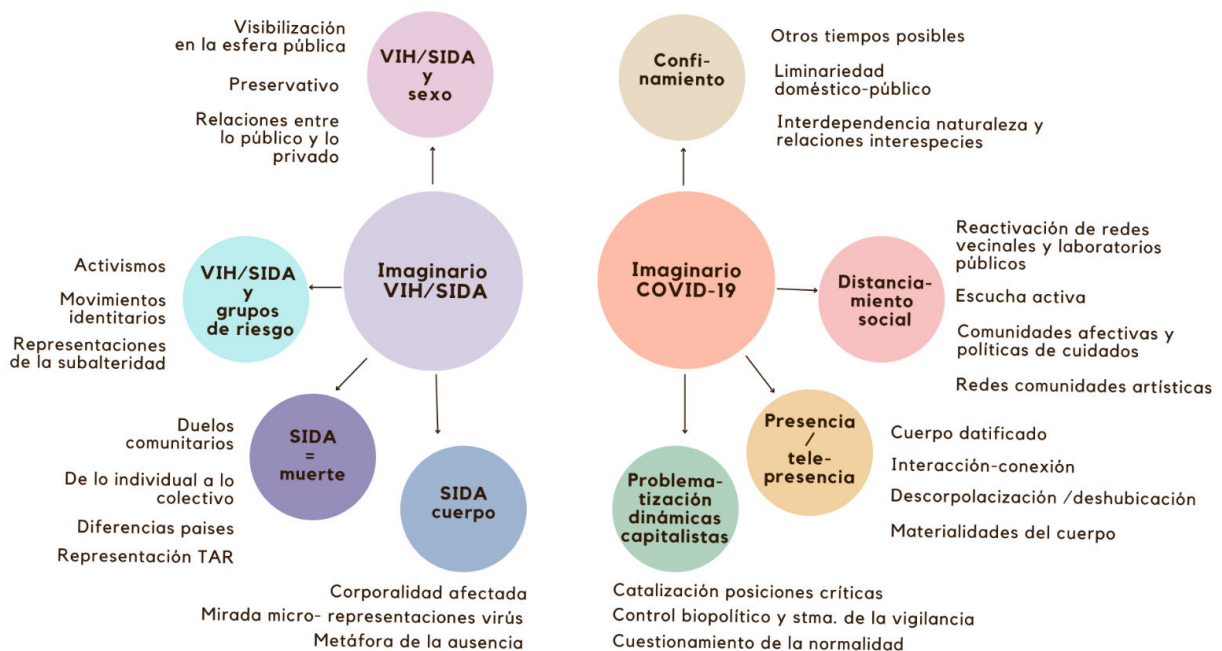 Visibilización
en la esfera pública
Preservativo
Relaciones entre
lo público y lo
privado
VIH/SIDA
y
sexo
Imaginario
VIH/SIDA
Activismos
Movimientos
identitarios
Representaciones
de la subalteridad
VIH/SIDA
y
grupos
de riesgo
Duelos
comunitarios
De lo individual a lo
colectivo
Diferencias paises
Representación TAR
SIDA
=
muerte
SIDA
cuerpo
Corporalidad afectada
Mirada micro- representaciones virús
Metáfora de la ausencia
Confi-
namiento
Otros tiempos posibles
Liminariedad
doméstico-público
Interdependencia naturaleza y
relaciones interespecies
Imaginario
COVID-19
Distancia-
miento
social
Reactivación de redes
vecinales y laboratorios
públicos
Escucha activa
Comunidades afectivas y
políticas de cuidados
Redes comunidades artísticas
Presencia
/
tele-
presencia
Cuerpo datificado
Interacción-conexión
Descorpolacización /deshubicación
Materialidades del cuerpo
Problema-
tización
dinámicas
capitalistas
Catalización posiciones críticas
Control biopolítico y stma. de la vigilancia
Cuestionamiento de la normalidad